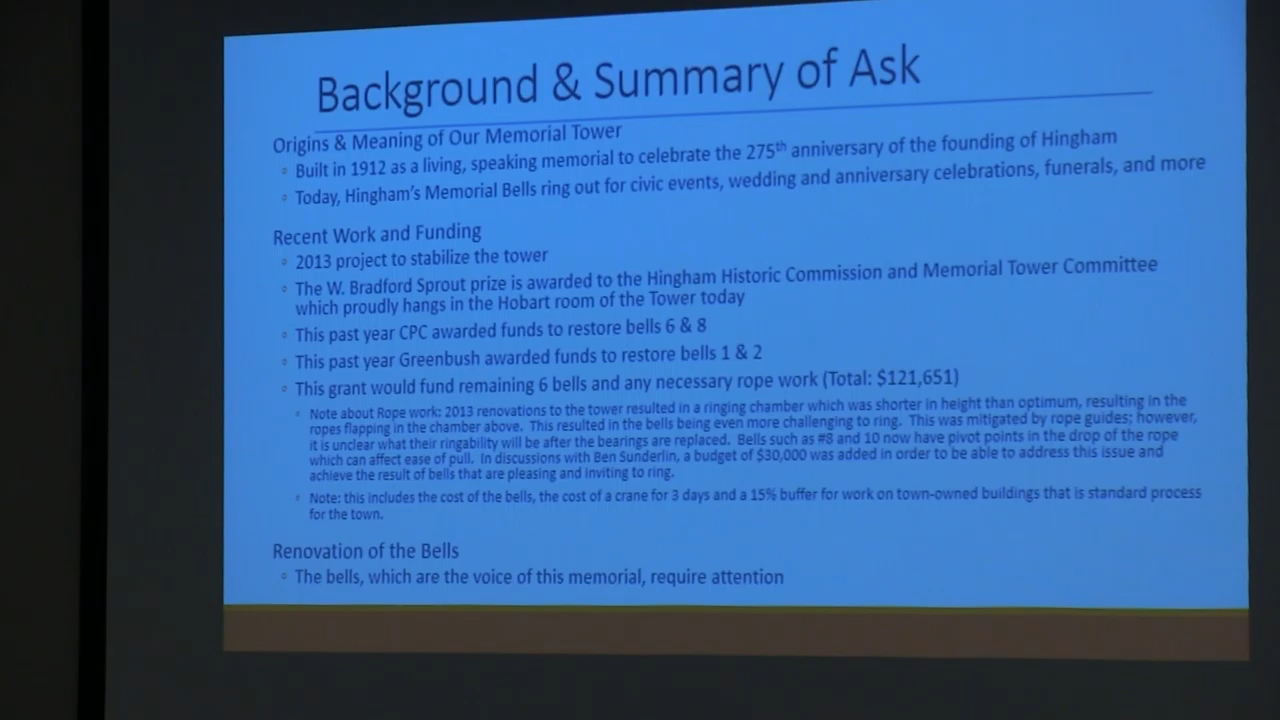 Background & Summary of Ask
Origins & Meaning of Our Memorial Tower
Built in 1912 as a living, speaking memorial to celebrate the 275th anniversary of the founding of Hingham
Today, Hingham's Memorial Bells ring out for civic events, wedding and anniversary celebrations, funerals, and more
Recent Work and Funding
2013 project to stabilize the tower
The W. Bradford Sprout prize is awarded to the Hingham Historic Commission and Memorial Tower Committee
which proudly hangs in the Hobart room of the Tower today
This past year CPC awarded funds to restore bells 6 & 8
This past year Greenbush awarded funds to restore bells 1 & 2
This grant would fund remaining 6 bells and any necessary rope work (Total: $121,651)
Note about Rope work: 2013 renovations to the tower resulted in a ringing chamber which was shorter in height than optimum, resulting in the
ropes flapping in the chamber above. This resulted in the bells being even more challenging to ring. This was mitigated by rope guides; however,
it is unclear what their ringability will be after the bearings are replaced. Bells such as #8 and 10 now have pivot points in the drop of the rope
which can affect ease of pull. In discussions with Ben Sunderlin, a budget of $30,000 was added in order to be able to address this issue and
achieve the result of bells that are pleasing and inviting to ring.
Note: this includes the cost of the bells, the cost of a crane for 3 days and a 15% buffer for work on town-owned buildings that is standard process
for the town.
Renovation of the Bells
The bells, which are the voice of this memorial, require attention